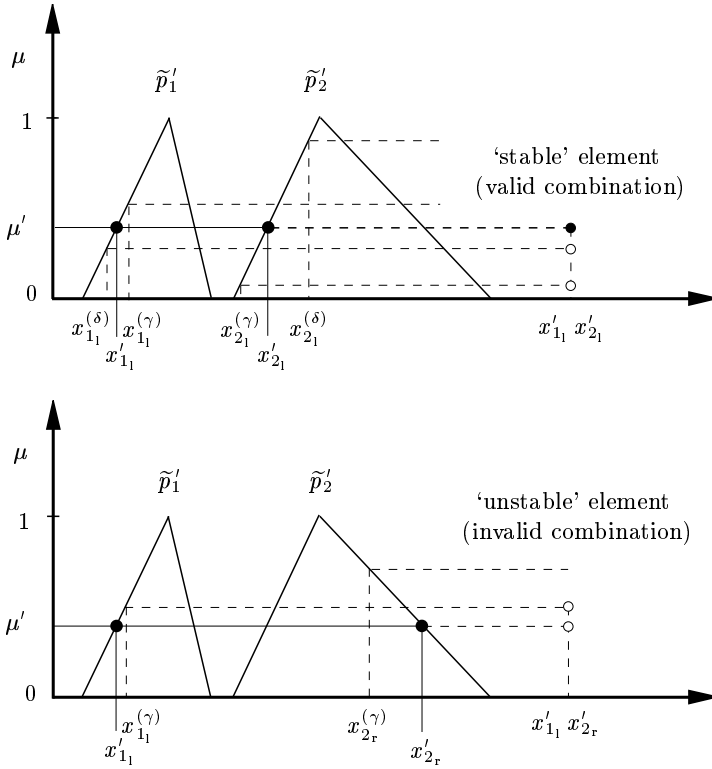 μ
p̃₁′ p̃₂′
1
‘stable’ element
(valid combination)
μ′
0
x₁ₗ^(δ) x₁ₗ^(γ) x₂ₗ^(γ) x₂ₗ^(δ) x′₁ₗ x′₂ₗ
x′₁ₗ x′₂ₗ
μ
p̃₁′ p̃₂′
‘unstable’ element
1
(invalid combination)
μ′
0
x₁ₗ^(γ) x₂ᵣ^(γ) x′₁ₗ x′₂ᵣ
x′₁ₗ x′₂ᵣ